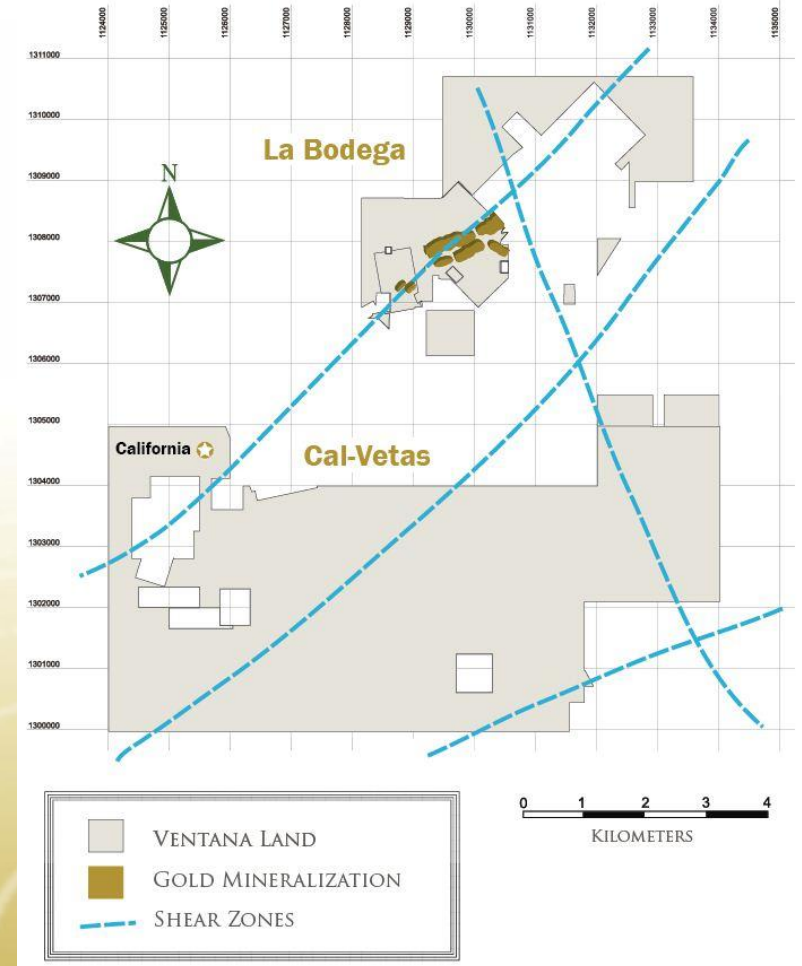 1124000 1125000 1126000 1127000 1128000 1129000 1130000 1131000 1132000 1133000 1134000 1135000
1311000
1310000
La Bodega
1309000
N
1308000
1307000
1306000
1305000
California
Cal-Vetas
1304000
1303000
1302000
1301000
1300000
0 1 2 3 4
KILOMETERS
VENTANA LAND
GOLD MINERALIZATION
SHEAR ZONES